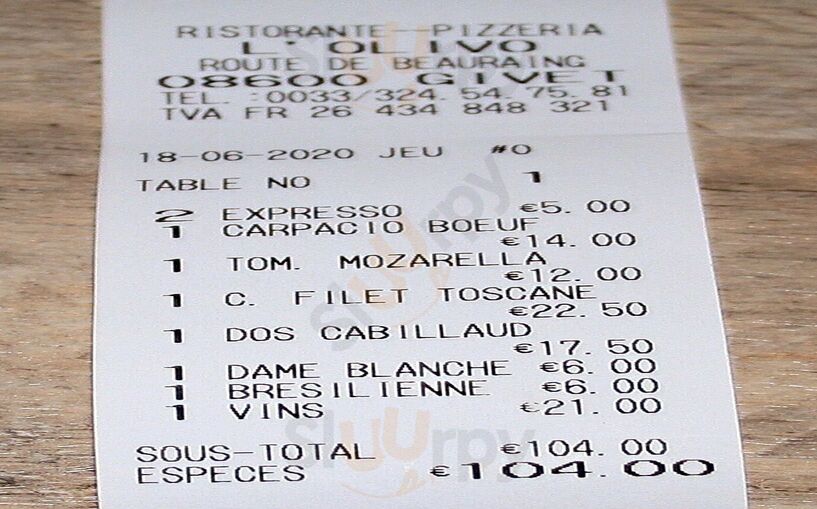 RISTORANTE--PIZZERIA
L'OLIVO
ROUTE DE BEAURAING
08600 GIVET
TEL. :0033/324. 54. 75. 81
TVA FR 26 434 848 321
18-06-2020 JEU #0
TABLE NO 1
2 EXPRESSO €5. 00
1 CARPACIO BOEUF
€14. 00
1 TOM. MOZARELLA
€12. 00
1 C. FILET TOSCANE
€22. 50
1 DOS CABILLAUD
€17. 50
1 DAME BLANCHE €6. 00
1 BRESILIENNE €6. 00
1 VINS €21. 00
SOUS-TOTAL €104. 00
ESPECES €104. 00
sluurpy
sluurpy
sluurpy